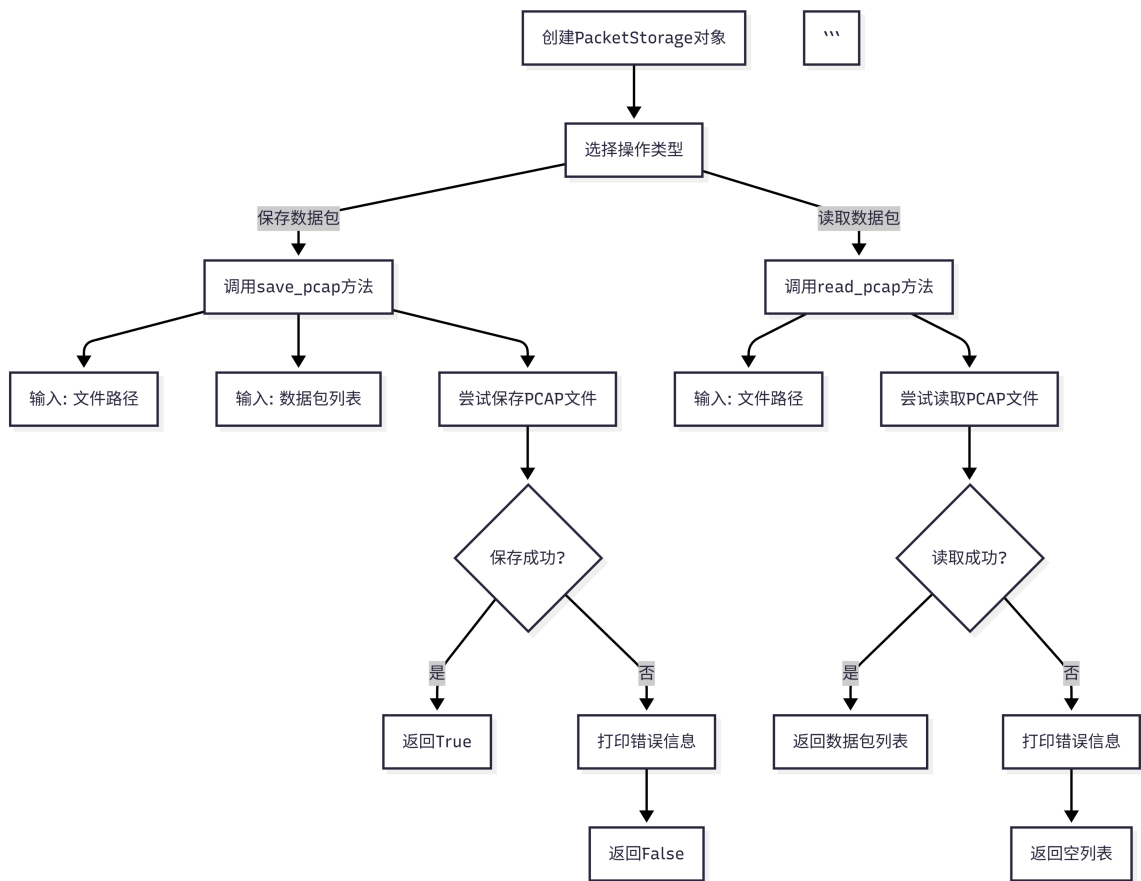 创建PacketStorage对象
```
选择操作类型
保存数据包
读取数据包
调用save_pcap方法
调用read_pcap方法
输入: 文件路径
输入: 数据包列表
尝试保存PCAP文件
输入: 文件路径
尝试读取PCAP文件
保存成功?
读取成功?
是
否
是
否
返回True
打印错误信息
返回数据包列表
打印错误信息
返回False
返回空列表